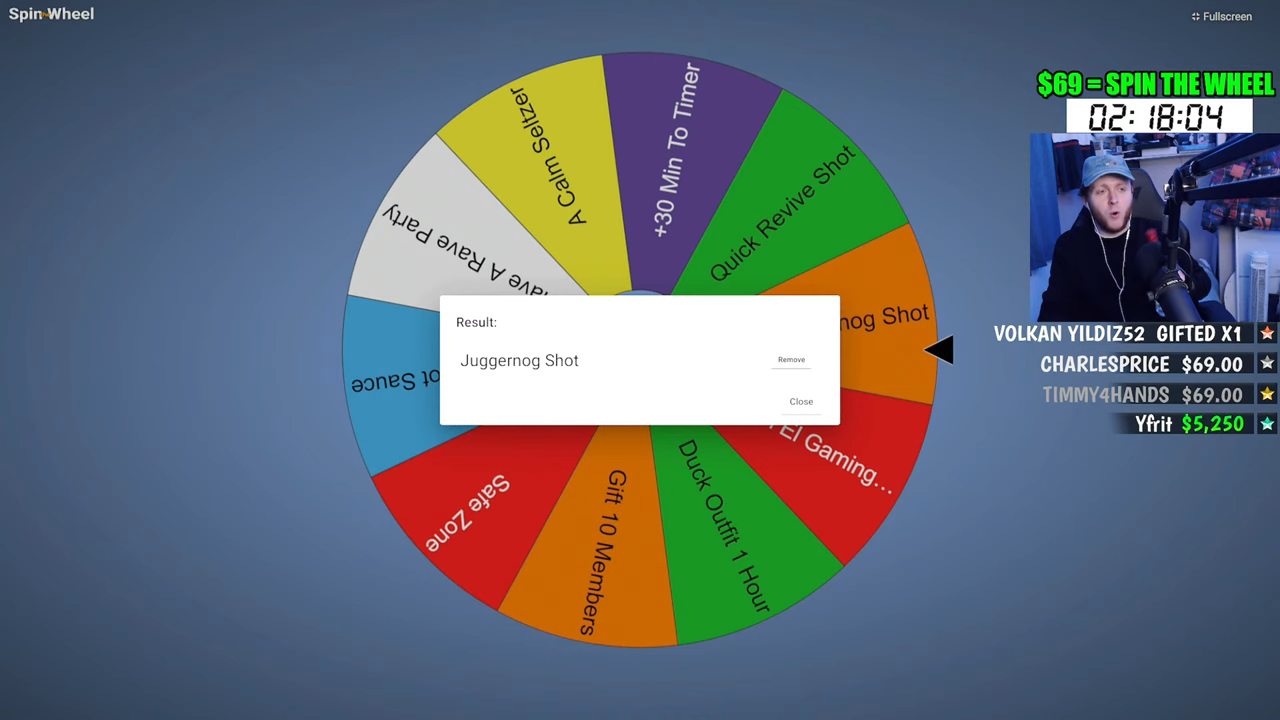 Spin The Wheel
Fullscreen
$69 = SPIN THE WHEEL
02:18:04
A Calm Seltzer
+30 Min To Timer
Quick Revive Shot
ave A Rave Party
nog Shot
Result:
Juggernog Shot
Remove
Close
ot Sauce
El Gaming...
Safe Zone
Gift 10 Members
Duck Outfit 1 Hour
VOLKAN YILDIZ52 GIFTED X1
CHARLESPRICE $69.00
TIMMY4HANDS $69.00
Yfrit $5,250